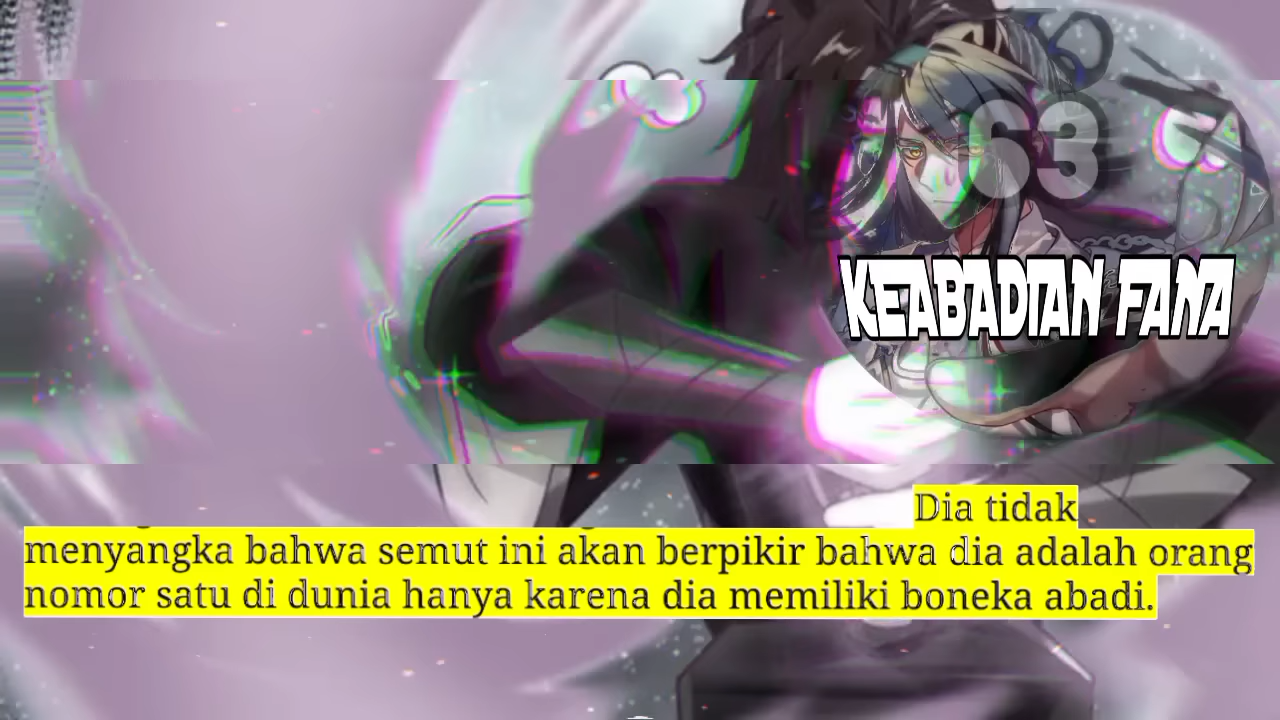 63
KEABADIAN FANA
Dia tidak
menyangka bahwa semut ini akan berpikir bahwa dia adalah orang
nomor satu di dunia hanya karena dia memiliki boneka abadi.